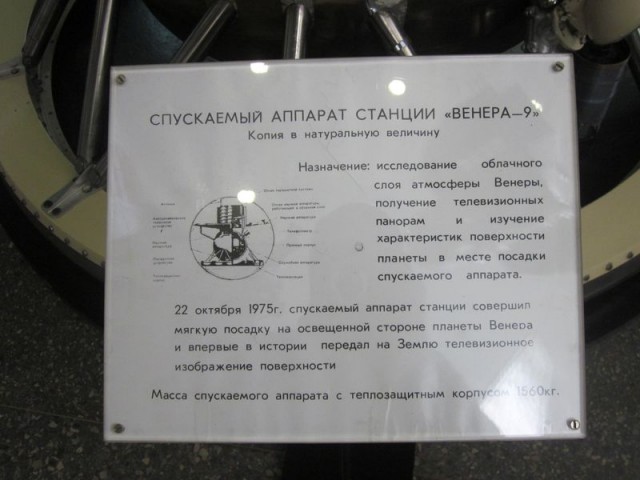 СПУСКАЕМЫЙ АППАРАТ СТАНЦИИ «ВЕНЕРА—9»
Копия в натуральную величину
Назначение: исследование облачного
слоя атмосферы Венеры,
получение телевизионных
панорам и изучение
характеристик поверхности
планеты в месте посадки
спускаемого аппарата.
22 октября 1975г. спускаемый аппарат станции совершил
мягкую посадку на освещенной стороне планеты Венера
и впервые в истории передал на Землю телевизионное
изображение поверхности
Масса спускаемого аппарата с теплозащитным корпусом 1560кг.